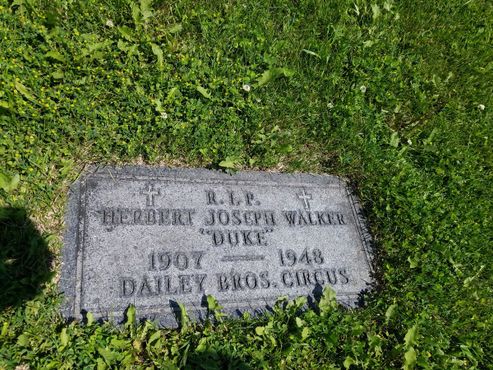 R.I.P.
HERBERT JOSEPH WALKER
"DUKE"
1907 — 1948
DAILEY BROS. CIRCUS